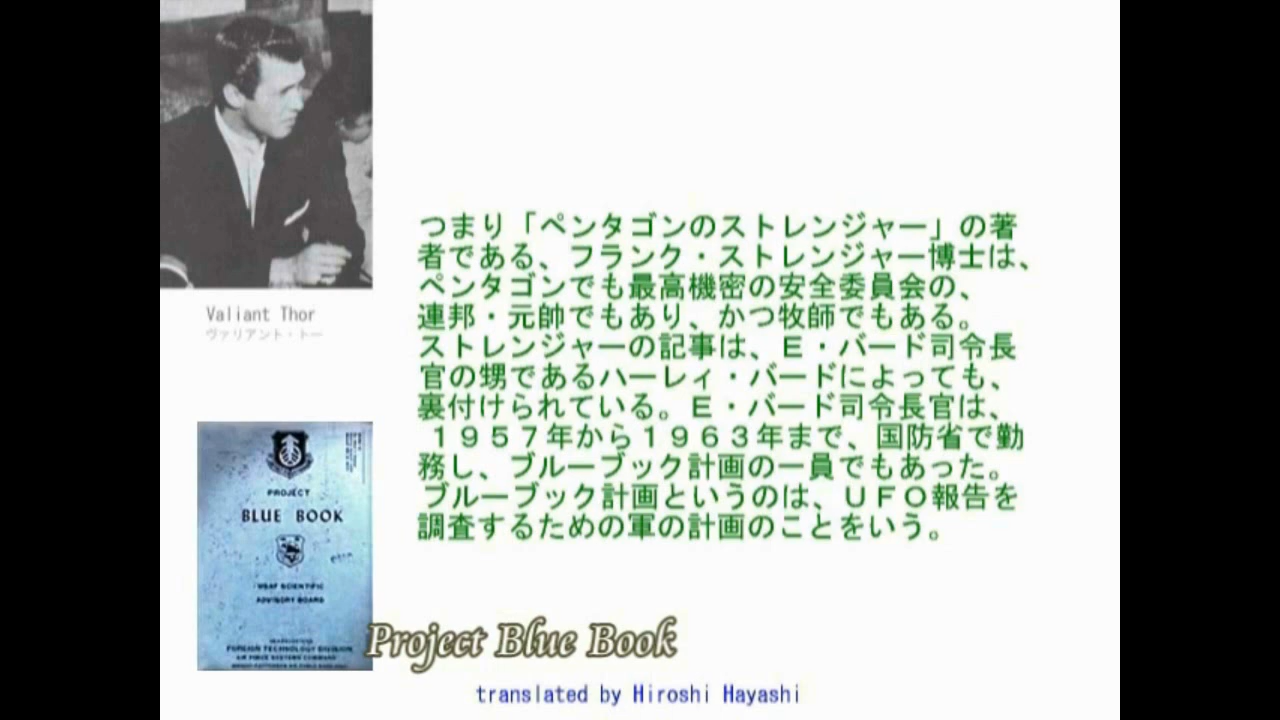 Valiant Thor
ヴァリアント・トー
つまり「ペンタゴンのストレンジャー」の著
者である、フランク・ストレンジャー博士は、
ペンタゴンでも最高機密の安全委員会の、
連邦・元帥でもあり、かつ牧師でもある。
ストレンジャーの記事は、Ｅ・バード司令長
官の甥であるハーレィ・バードによっても、
裏付けられている。Ｅ・バード司令長官は、
１９５７年から１９６３年まで、国防省で勤
務し、ブルーブック計画の一員でもあった。
ブルーブック計画というのは、ＵＦＯ報告を
調査するための軍の計画のことをいう。
PROJECT
BLUE BOOK
USAF SCIENTIFIC
ADVISORY BOARD
FOREIGN TECHNOLOGY DIVISION
AIR FORCE SYSTEMS COMMAND
Project Blue Book
translated by Hiroshi Hayashi